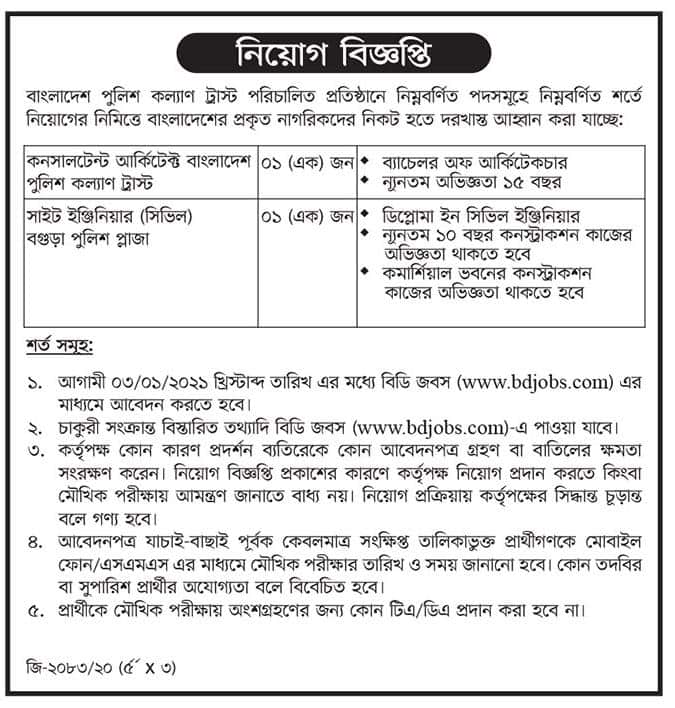 নিয়োগ বিজ্ঞপ্তি
বাংলাদেশ পুলিশ কল্যাণ ট্রাস্ট পরিচালিত প্রতিষ্ঠানে নিম্নবর্ণিত পদসমূহে নিম্নবর্ণিত শর্তে
নিয়োগের নিমিত্তে বাংলাদেশের প্রকৃত নাগরিকদের নিকট হতে দরখাস্ত আহ্বান করা যাচ্ছে:
কনসালটেন্ট আর্কিটেক্ট বাংলাদেশ
পুলিশ কল্যাণ ট্রাস্ট
০১ (এক) জন
◆ ব্যাচেলর অফ আর্কিটেকচার
◆ ন্যূনতম অভিজ্ঞতা ১৫ বছর
সাইট ইঞ্জিনিয়ার (সিভিল)
বগুড়া পুলিশ প্লাজা
০১ (এক) জন
◆ ডিপ্লোমা ইন সিভিল ইঞ্জিনিয়ার
◆ ন্যূনতম ১০ বছর কনস্ট্রাকশন কাজের
অভিজ্ঞতা থাকতে হবে
◆ কমার্শিয়াল ভবনের কনস্ট্রাকশন
কাজের অভিজ্ঞতা থাকতে হবে
শর্ত সমূহ:
১. আগামী ০৩/০১/২০২১ খ্রিস্টাব্দ তারিখ এর মধ্যে বিডি জবস (www.bdjobs.com) এর
মাধ্যমে আবেদন করতে হবে।
২. চাকুরী সংক্রান্ত বিস্তারিত তথ্যাদি বিডি জবস (www.bdjobs.com)-এ পাওয়া যাবে।
৩. কর্তৃপক্ষ কোন কারণ প্রদর্শন ব্যতিরেকে কোন আবেদনপত্র গ্রহণ বা বাতিলের ক্ষমতা
সংরক্ষণ করেন। নিয়োগ বিজ্ঞপ্তি প্রকাশের কারণে কর্তৃপক্ষ নিয়োগ প্রদান করতে কিংবা
মৌখিক পরীক্ষায় আমন্ত্রণ জানাতে বাধ্য নয়। নিয়োগ প্রক্রিয়ায় কর্তৃপক্ষের সিদ্ধান্ত চূড়ান্ত
বলে গণ্য হবে।
৪. আবেদনপত্র যাচাই-বাছাই পূর্বক কেবলমাত্র সংক্ষিপ্ত তালিকাভুক্ত প্রার্থীগণকে মোবাইল
ফোন/এসএমএস এর মাধ্যমে মৌখিক পরীক্ষার তারিখ ও সময় জানানো হবে। কোন তদবির
বা সুপারিশ প্রার্থীর অযোগ্যতা বলে বিবেচিত হবে।
৫. প্রার্থীকে মৌখিক পরীক্ষায় অংশগ্রহণের জন্য কোন টিএ/ডিএ প্রদান করা হবে না।
জি-২০৮৩/২০ (৫˝ x ৩)